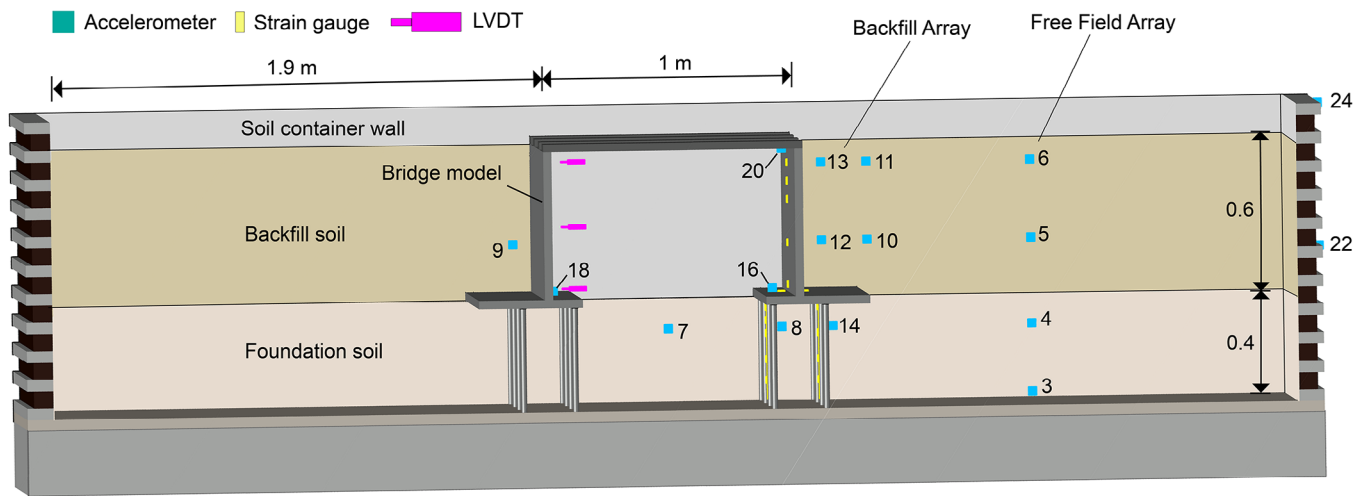 Accelerometer
Strain gauge
LVDT
Backfill Array
Free Field Array
1.9 m
1 m
24
Soil container wall
20
13
11
6
Bridge model
0.6
Backfill soil
9
12
10
5
22
18
16
7
8
14
4
Foundation soil
0.4
3